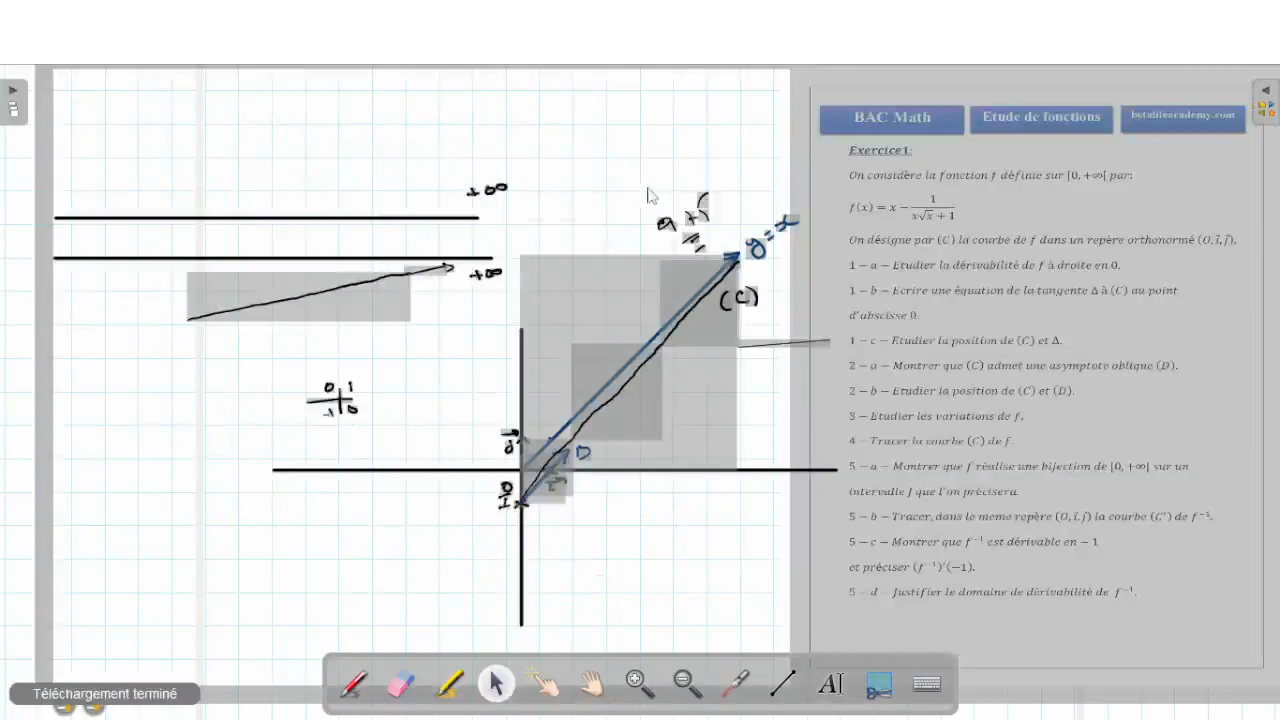 BAC Math
Etude de fonctions
betaliteacademy.com
Exercice1:
On considère la fonction f définie sur [0, +∞[ par:
f(x) = x − 1/(x√x + 1)
On désigne par (C) la courbe de f dans un repère orthonormé (O, i⃗, j⃗).
1 − a − Etudier la dérivabilité de f à droite en 0.
1 − b − Ecrire une équation de la tangente Δ à (C) au point
d'abscisse 0.
1 − c − Etudier la position de (C) et Δ.
2 − a − Montrer que (C) admet une asymptote oblique (D).
2 − b − Etudier la position de (C) et (D).
3 − Etudier les variations de f.
4 − Tracer la courbe (C) de f.
5 − a − Montrer que f réalise une bijection de [0, +∞[ sur un
intervalle J que l'on précisera.
5 − b − Tracer, dans le meme repère (O, i⃗, j⃗) la courbe (C') de f⁻¹.
5 − c − Montrer que f⁻¹ est dérivable en − 1
et préciser (f⁻¹)'(−1).
5 − d − Justifier le domaine de dérivabilité de f⁻¹.
+∞
+∞
y = x
(C)
0 1
-1 0
D
Téléchargement terminé